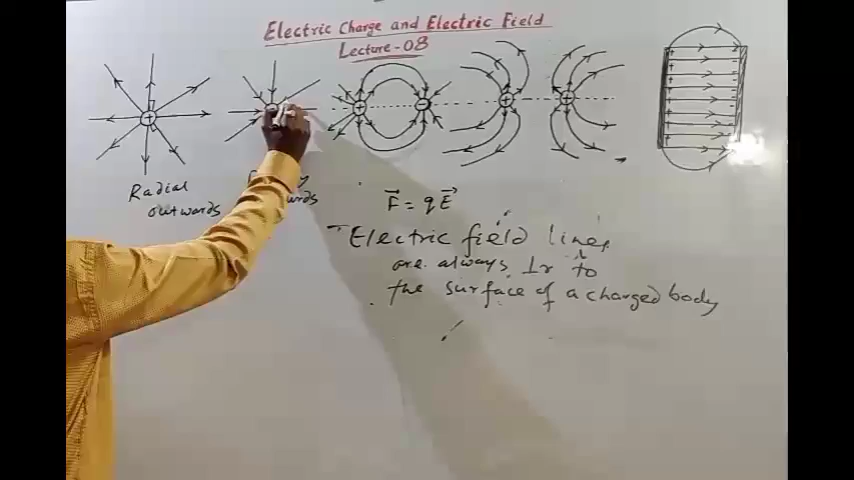 Electric Charge and Electric Field
Lecture-08
Radial
outwards
F⃗ = qE⃗
Electric field lines
are always ⊥r to
the surface of a charged body